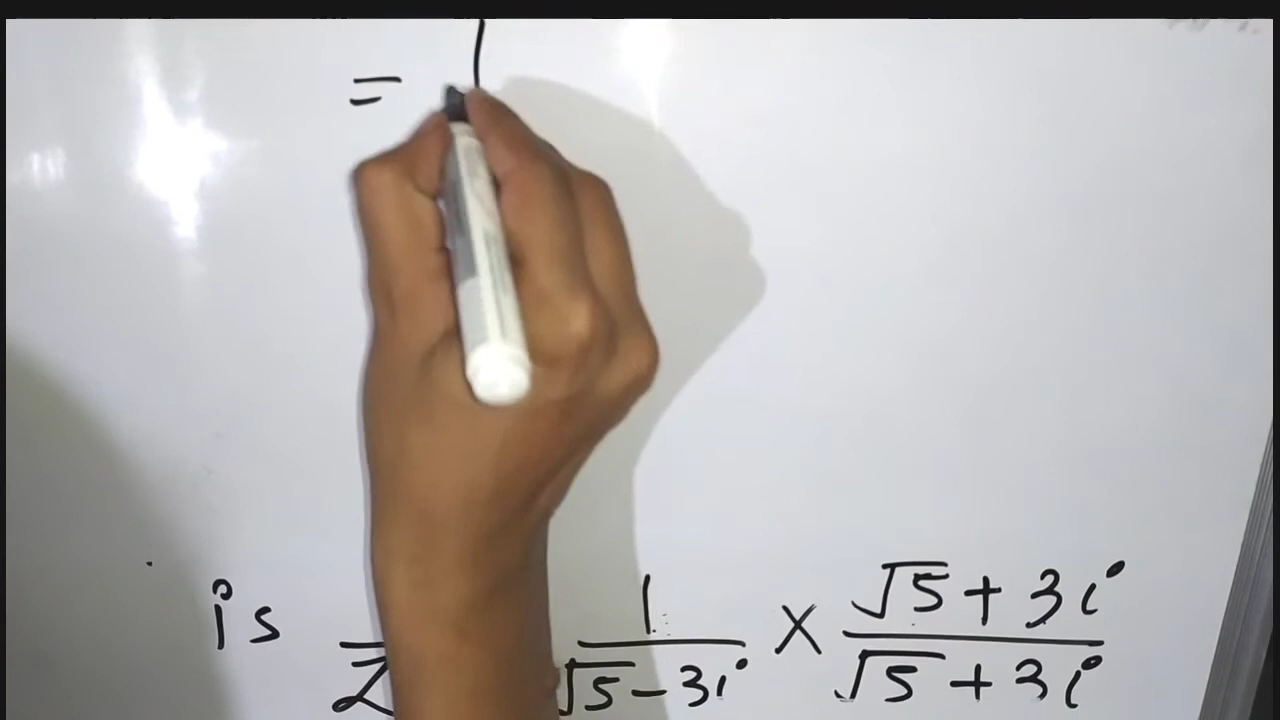 =
is 1/(√5-3i) × (√5+3i)/(√5+3i)